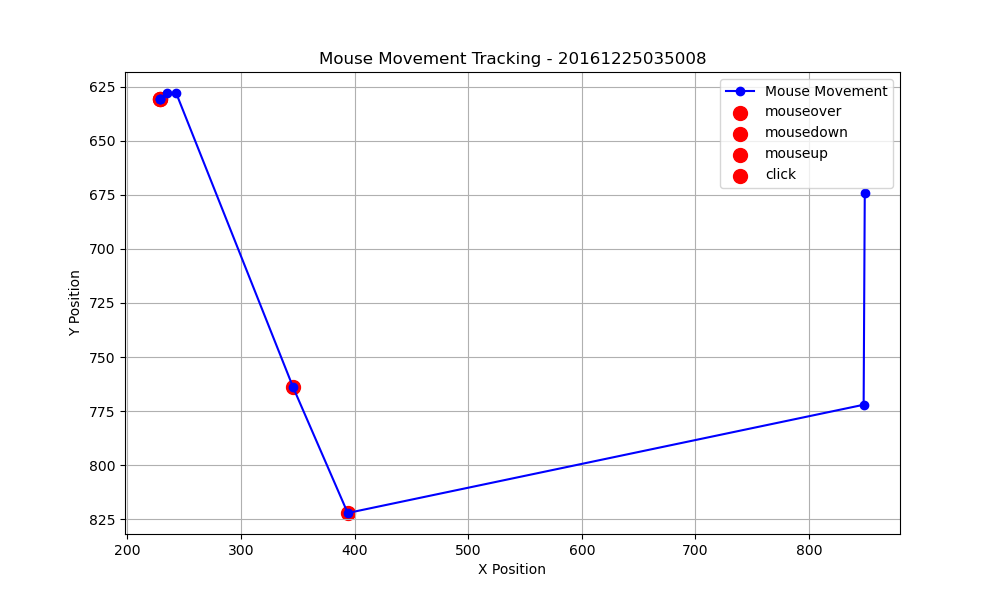 Mouse Movement Tracking - 20161225035008
Mouse Movement
mouseover
mousedown
mouseup
click
625
650
675
700
725
750
775
800
825
Y Position
200 300 400 500 600 700 800
X Position